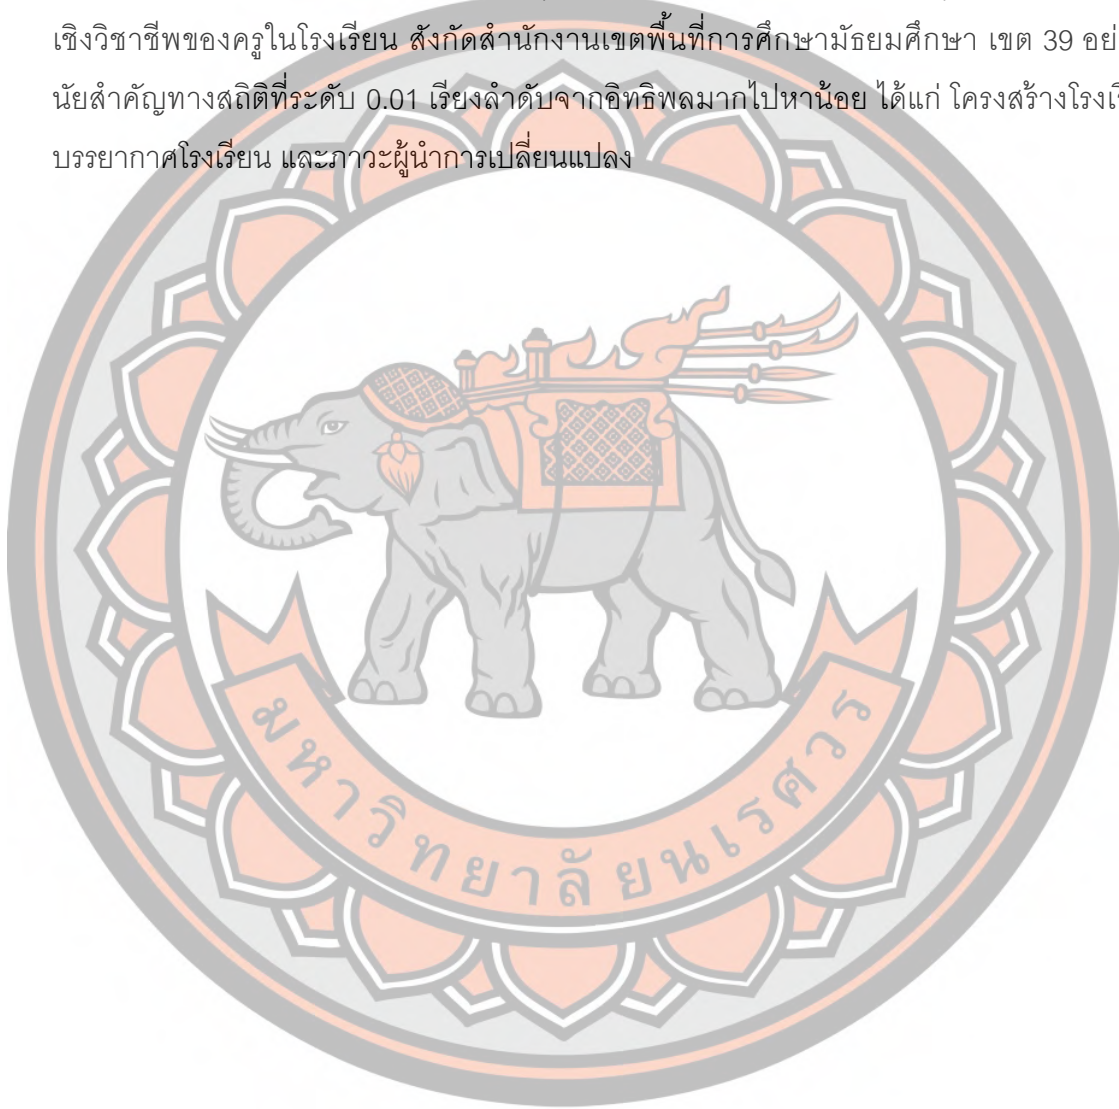 เชิงวิชาชีพของครูในโรงเรียน สังกัดสำนักงานเขตพื้นที่การศึกษามัธยมศึกษา เขต 39
นัยสำคัญทางสถิติที่ระดับ 0.01 เรียงลำดับจากอิทธิพลมากไปหาน้อย ได้แก่
บรรยากาศโรงเรียน และภาวะผู้นำการเปลี่ยนแปลง
มหาวิทยาลัยนเรศวร